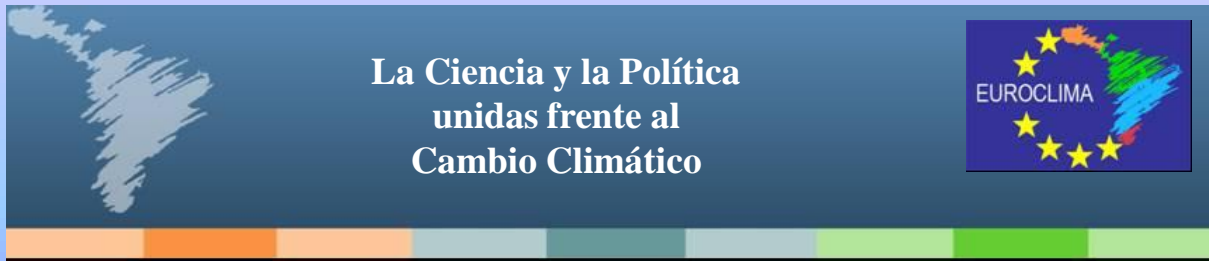 La Ciencia y la Política
unidas frente al
Cambio Climático
EUROCLIMA